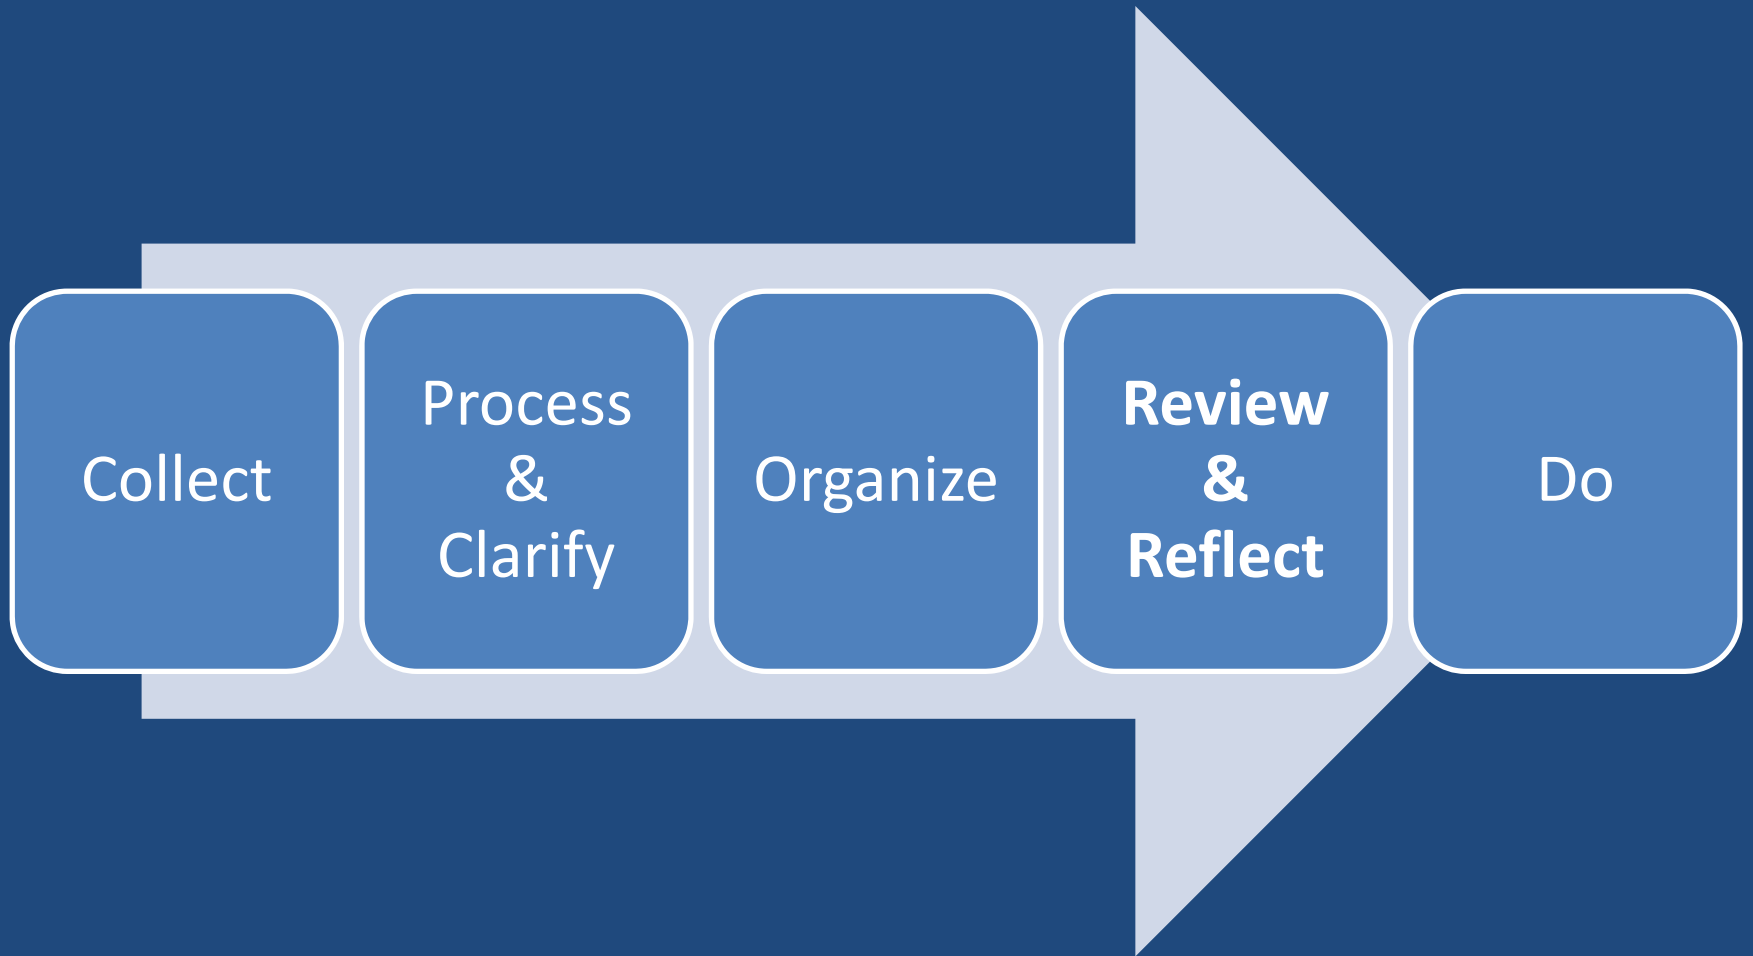 Collect
Process
&
Clarify
Organize
Review
&
Reflect
Do